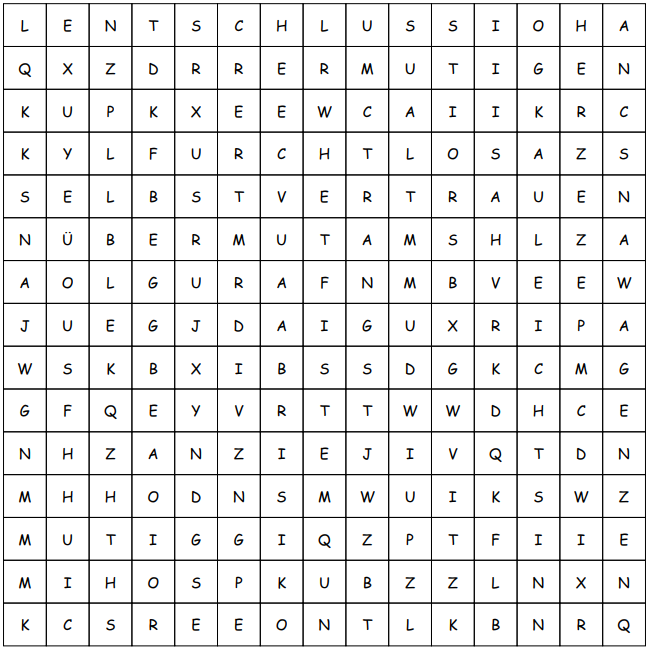 L E N T S C H L U S S I O H A
Q X Z D R R E R M U T I G E N
K U P K X E E W C A I I K R C
K Y L F U R C H T L O S A Z S
S E L B S T V E R T R A U E N
N Ü B E R M U T A M S H L Z A
A O L G U R A F N M B V E E W
J U E G J D A I G U X R I P A
W S K B X I B S S D G K C M G
G F Q E Y V R T T W W D H C E
N H Z A N Z I E J I V Q T D N
M H H O D N S M W U I K S W Z
M U T I G G I Q Z P T F I I E
M I H O S P K U B Z Z L N X N
K C S R E E O N T L K B N R Q